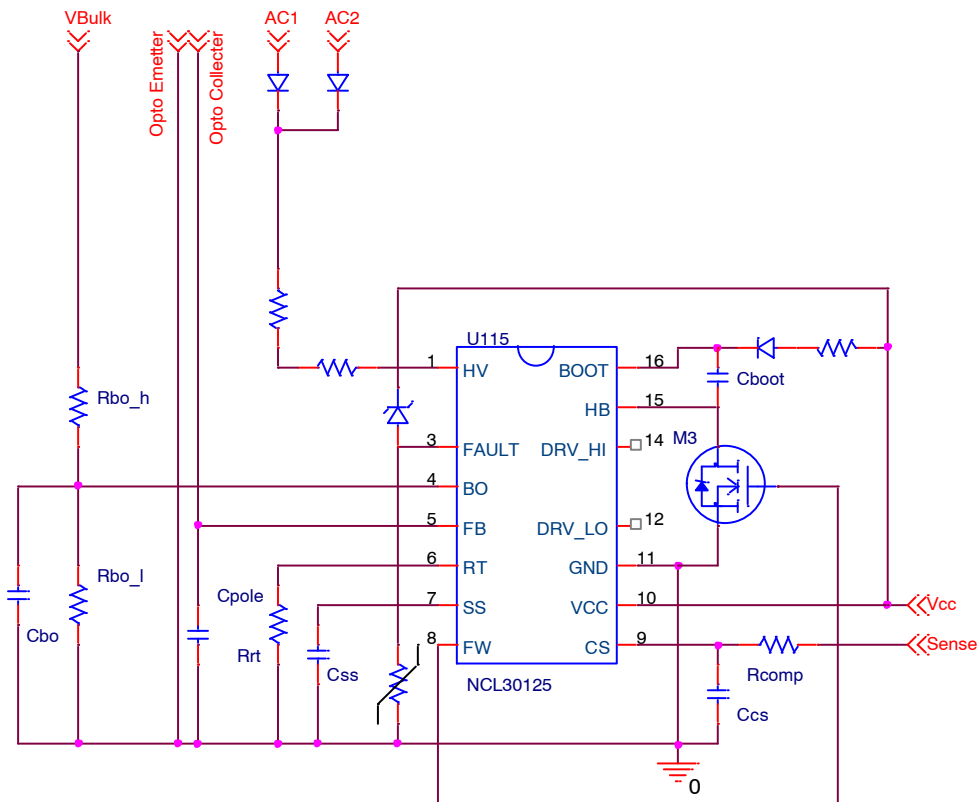 VBulk
AC1
AC2
Opto Emetter
Opto Collecter
U115
1
HV
BOOT
16
Cboot
Rbo_h
15
HB
3
FAULT
DRV_HI
14
M3
4
BO
5
FB
DRV_LO
12
6
RT
GND
11
Rbo_l
Cpole
7
SS
VCC
10
Vcc
Cbo
Rrt
8
FW
CS
9
Sense
Css
NCL30125
Rcomp
Ccs
0